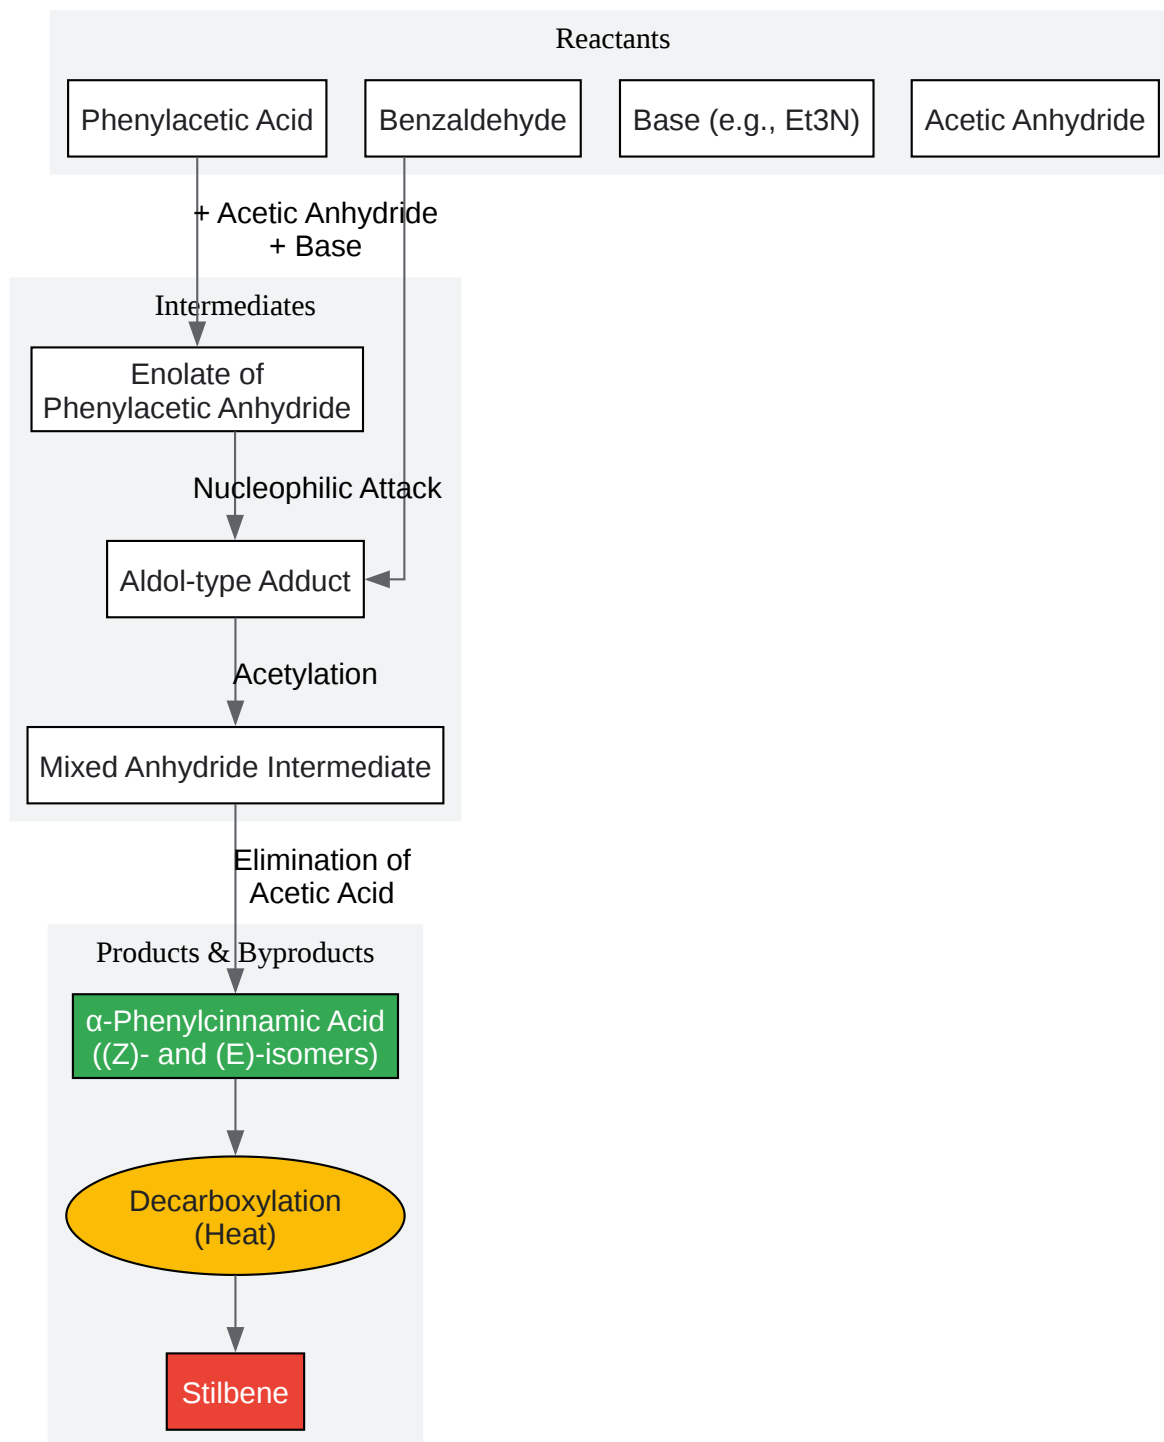 Reactants
Phenylacetic Acid
Benzaldehyde
Base (e.g., Et3N)
Acetic Anhydride
+ Acetic Anhydride
+ Base
Intermediates
Enolate of
Phenylacetic Anhydride
Nucleophilic Attack
Aldol-type Adduct
Acetylation
Mixed Anhydride Intermediate
Elimination of
Acetic Acid
Products & Byproducts
α-Phenylcinnamic Acid
((Z)- and (E)-isomers)
Decarboxylation
(Heat)
Stilbene